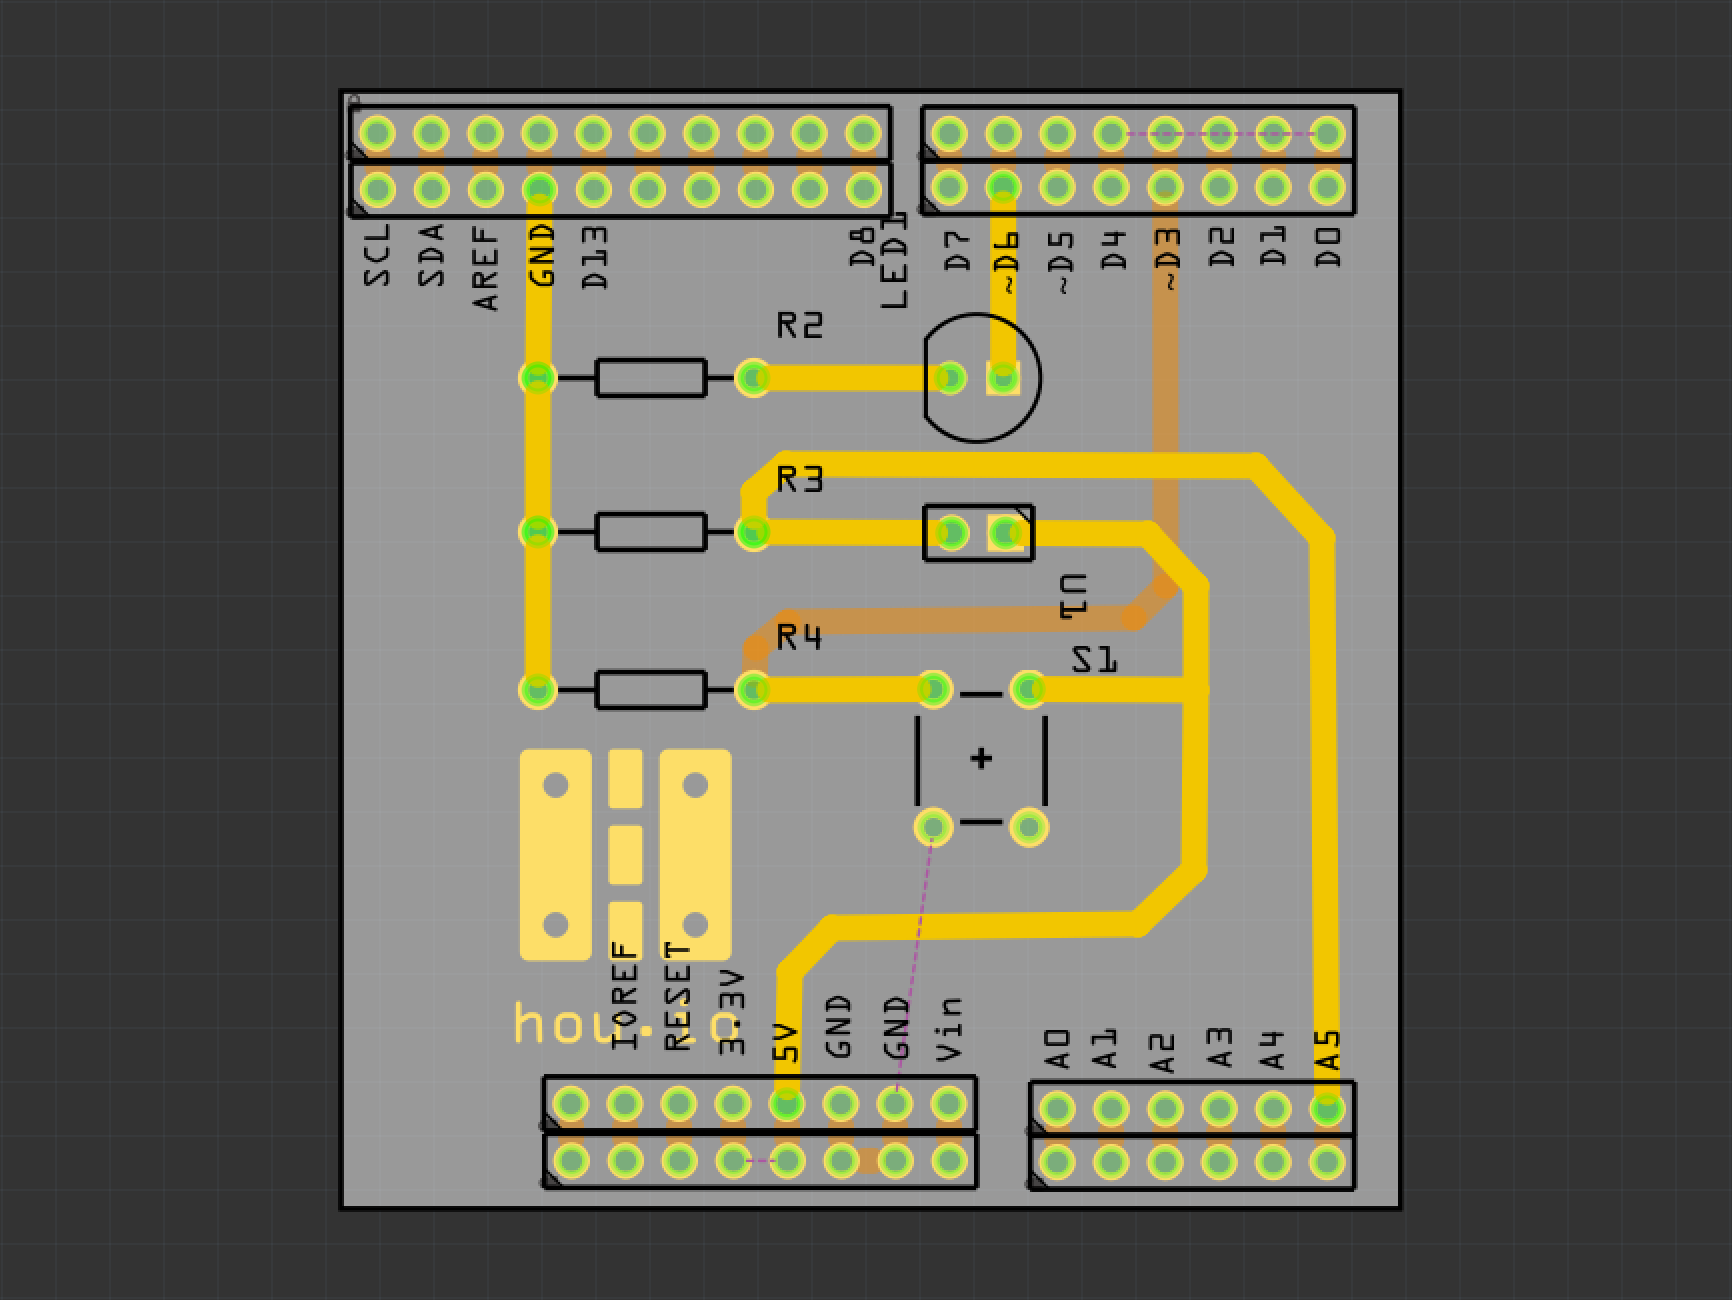 SCL
SDA
AREF
GND
D13
D8
LED1
D7
~D6
~D5
D4
~D3
D2
D1
D0
R2
R3
U1
R4
S1
+
hou.io
IOREF
RESET
3.3V
5V
GND
GND
Vin
A0
A1
A2
A3
A4
A5